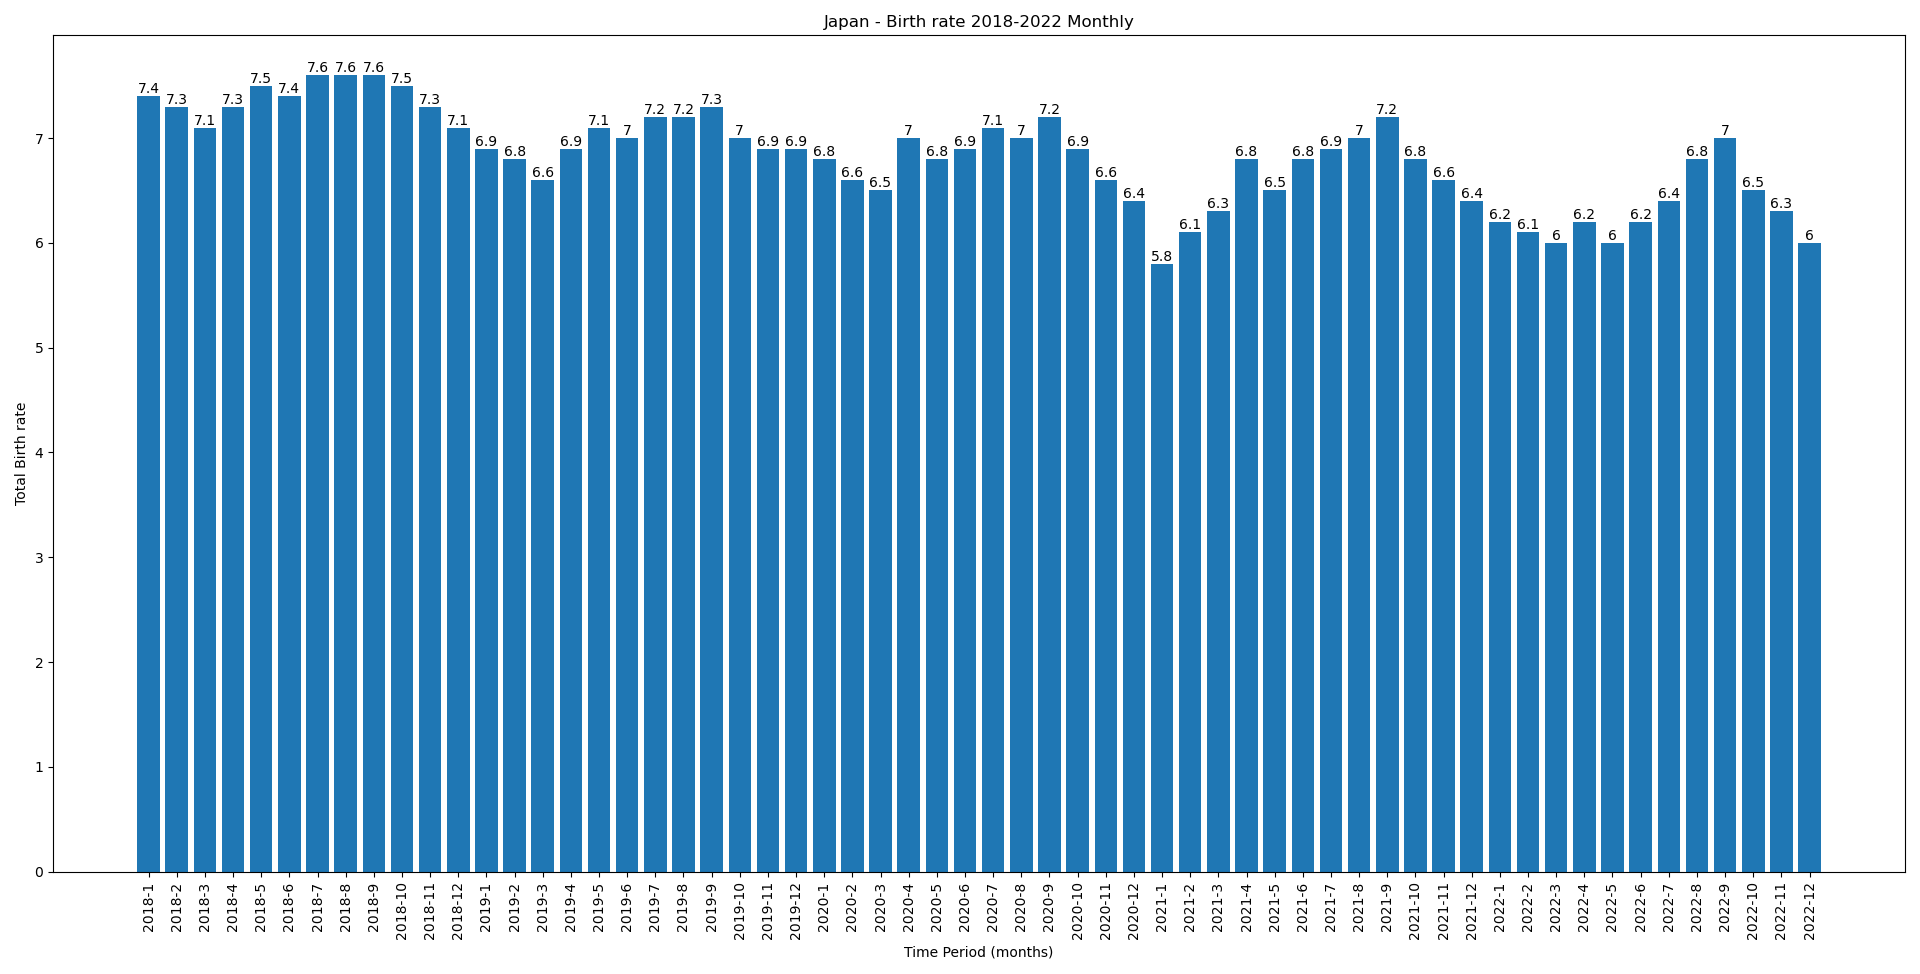 Japan - Birth rate 2018-2022 Monthly
7.4 7.3 7.1 7.3 7.5 7.4 7.6 7.6 7.6 7.5 7.3 7.1 6.9 6.8 6.6 6.9 7.1 7 7.2 7.2 7.3 7 6.9 6.9 6.8 6.6 6.5 7 6.8 6.9 7.1 7 7.2 6.9 6.6 6.4 5.8 6.1 6.3 6.8 6.5 6.8 6.9 7 7.2 6.8 6.6 6.4 6.2 6.1 6 6.2 6 6.2 6.4 6.8 7 6.5 6.3 6
Total Birth rate
7
6
5
4
3
2
1
0
2018-1 2018-2 2018-3 2018-4 2018-5 2018-6 2018-7 2018-8 2018-9 2018-10 2018-11 2018-12 2019-1 2019-2 2019-3 2019-4 2019-5 2019-6 2019-7 2019-8 2019-9 2019-10 2019-11 2019-12 2020-1 2020-2 2020-3 2020-4 2020-5 2020-6 2020-7 2020-8 2020-9 2020-10 2020-11 2020-12 2021-1 2021-2 2021-3 2021-4 2021-5 2021-6 2021-7 2021-8 2021-9 2021-10 2021-11 2021-12 2022-1 2022-2 2022-3 2022-4 2022-5 2022-6 2022-7 2022-8 2022-9 2022-10 2022-11 2022-12
Time Period (months)